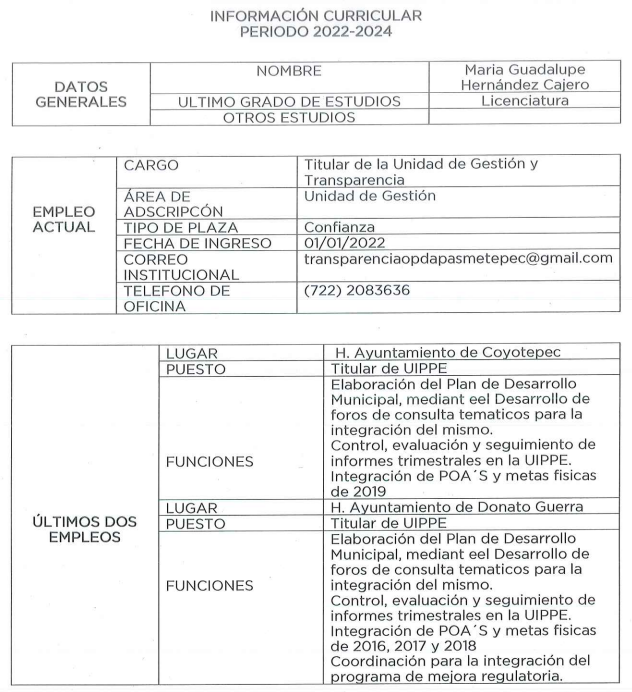 INFORMACIÓN CURRICULAR
PERIODO 2022-2024
DATOS GENERALES
NOMBRE
Maria Guadalupe
Hernández Cajero
ULTIMO GRADO DE ESTUDIOS
Licenciatura
OTROS ESTUDIOS
EMPLEO ACTUAL
CARGO
Titular de la Unidad de Gestión y
Transparencia
ÁREA DE
ADSCRIPCÓN
Unidad de Gestión
TIPO DE PLAZA
Confianza
FECHA DE INGRESO
01/01/2022
CORREO
INSTITUCIONAL
transparenciaopdapasmetepec@gmail.com
TELEFONO DE
OFICINA
(722) 2083636
ÚLTIMOS DOS
EMPLEOS
LUGAR
H. Ayuntamiento de Coyotepec
PUESTO
Titular de UIPPE
FUNCIONES
Elaboración del Plan de Desarrollo
Municipal, mediant eel Desarrollo de
foros de consulta tematicos para la
integración del mismo.
Control, evaluación y seguimiento de
informes trimestrales en la UIPPE.
Integración de POA´S y metas fisicas
de 2019
LUGAR
H. Ayuntamiento de Donato Guerra
PUESTO
Titular de UIPPE
FUNCIONES
Elaboración del Plan de Desarrollo
Municipal, mediant eel Desarrollo de
foros de consulta tematicos para la
integración del mismo.
Control, evaluación y seguimiento de
informes trimestrales en la UIPPE.
Integración de POA´S y metas fisicas
de 2016, 2017 y 2018
Coordinación para la integración del
programa de mejora regulatoria.